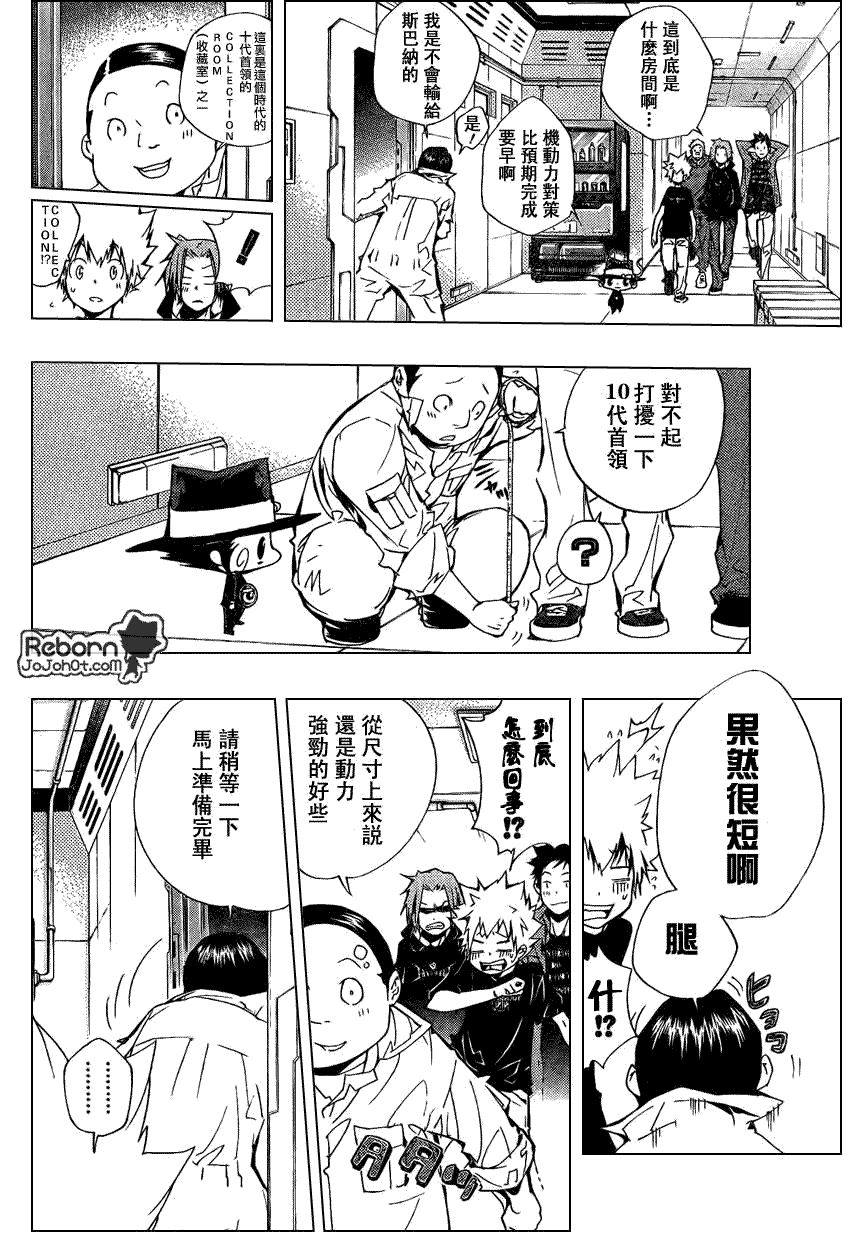 這到底是
什麼房間啊…
機動力對策
比預期完成
要早啊
是!
我是不會輸給
斯巴納的
這裏是這個時代的
十代首領的
COLLECTION
ROOM
(收藏室)之一
!
COLLEC
TION!?
對不起
打擾一下
10代首領
?
果然很短啊
腿
什!?
ヒョコ
到底
怎麼回事!?
從尺寸上來說
還是動力
強勁的好些
請稍等一下
馬上準備完畢
………
Reborn
JoJohot.com